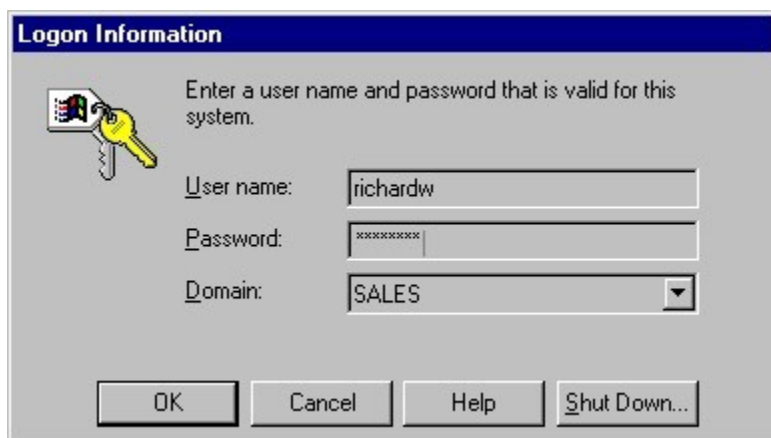 Logon Information
Enter a user name and password that is valid for this
system.
User name: richardw
Password: ********
Domain: SALES
OK Cancel Help Shut Down...